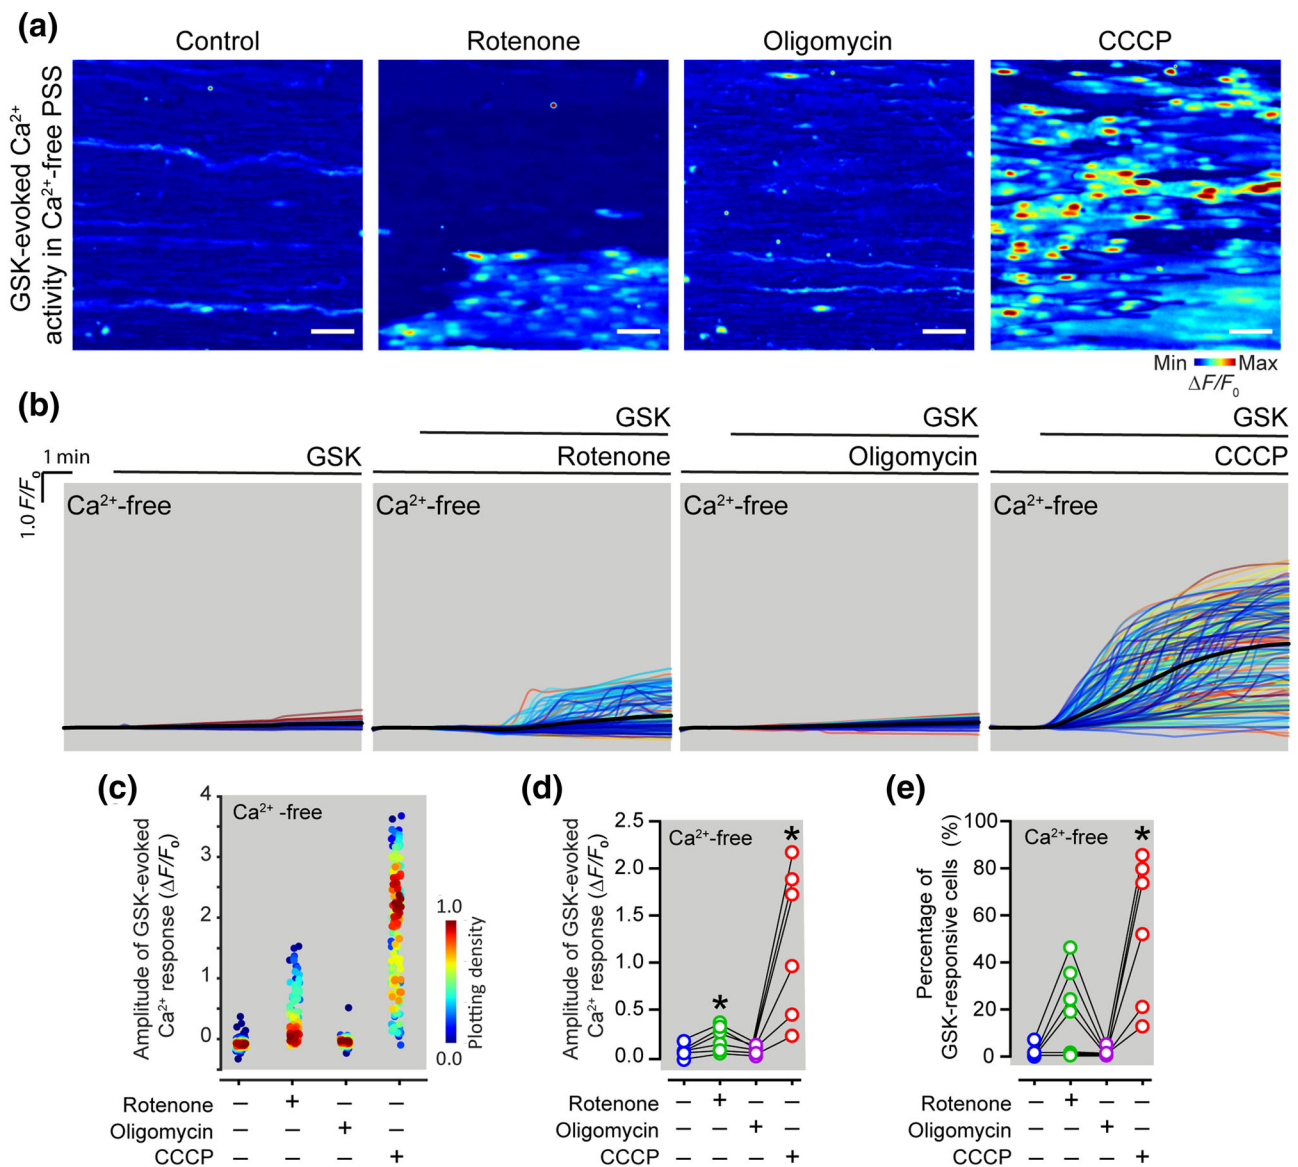 (a)
Control Rotenone Oligomycin CCCP
GSK-evoked Ca²⁺
activity in Ca²⁺-free PSS
Min Max
ΔF/F₀
(b)
GSK GSK GSK
1 min GSK Rotenone Oligomycin CCCP
1.0 F/F₀
Ca²⁺-free Ca²⁺-free Ca²⁺-free Ca²⁺-free
(c)
Amplitude of GSK-evoked
Ca²⁺ response (ΔF/F₀)
4
3
2
1
0
Ca²⁺ -free
1.0
0.0
Plotting density
Rotenone – + – –
Oligomycin – – + –
CCCP – – – +
(d)
Amplitude of GSK-evoked
Ca²⁺ response (ΔF/F₀)
2.5
2.0
1.5
1.0
0.5
0.0
Ca²⁺-free
*
*
Rotenone – + – –
Oligomycin – – + –
CCCP – – – +
(e)
Percentage of
GSK-responsive cells (%)
100
80
60
40
20
0
Ca²⁺-free
*
Rotenone – + – –
Oligomycin – – + –
CCCP – – – +